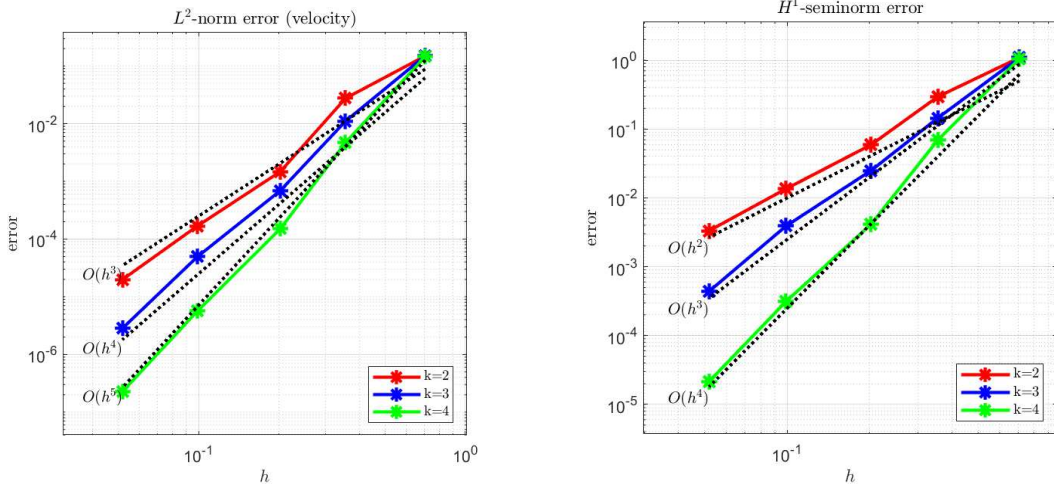 L²-norm error (velocity)
error
10⁻²
10⁻⁴
10⁻⁶
O(h³)
O(h⁴)
O(h⁵)
k=2
k=3
k=4
10⁻¹
10⁰
h
H¹-seminorm error
error
10⁰
10⁻¹
10⁻²
10⁻³
10⁻⁴
10⁻⁵
O(h²)
O(h³)
O(h⁴)
k=2
k=3
k=4
10⁻¹
h